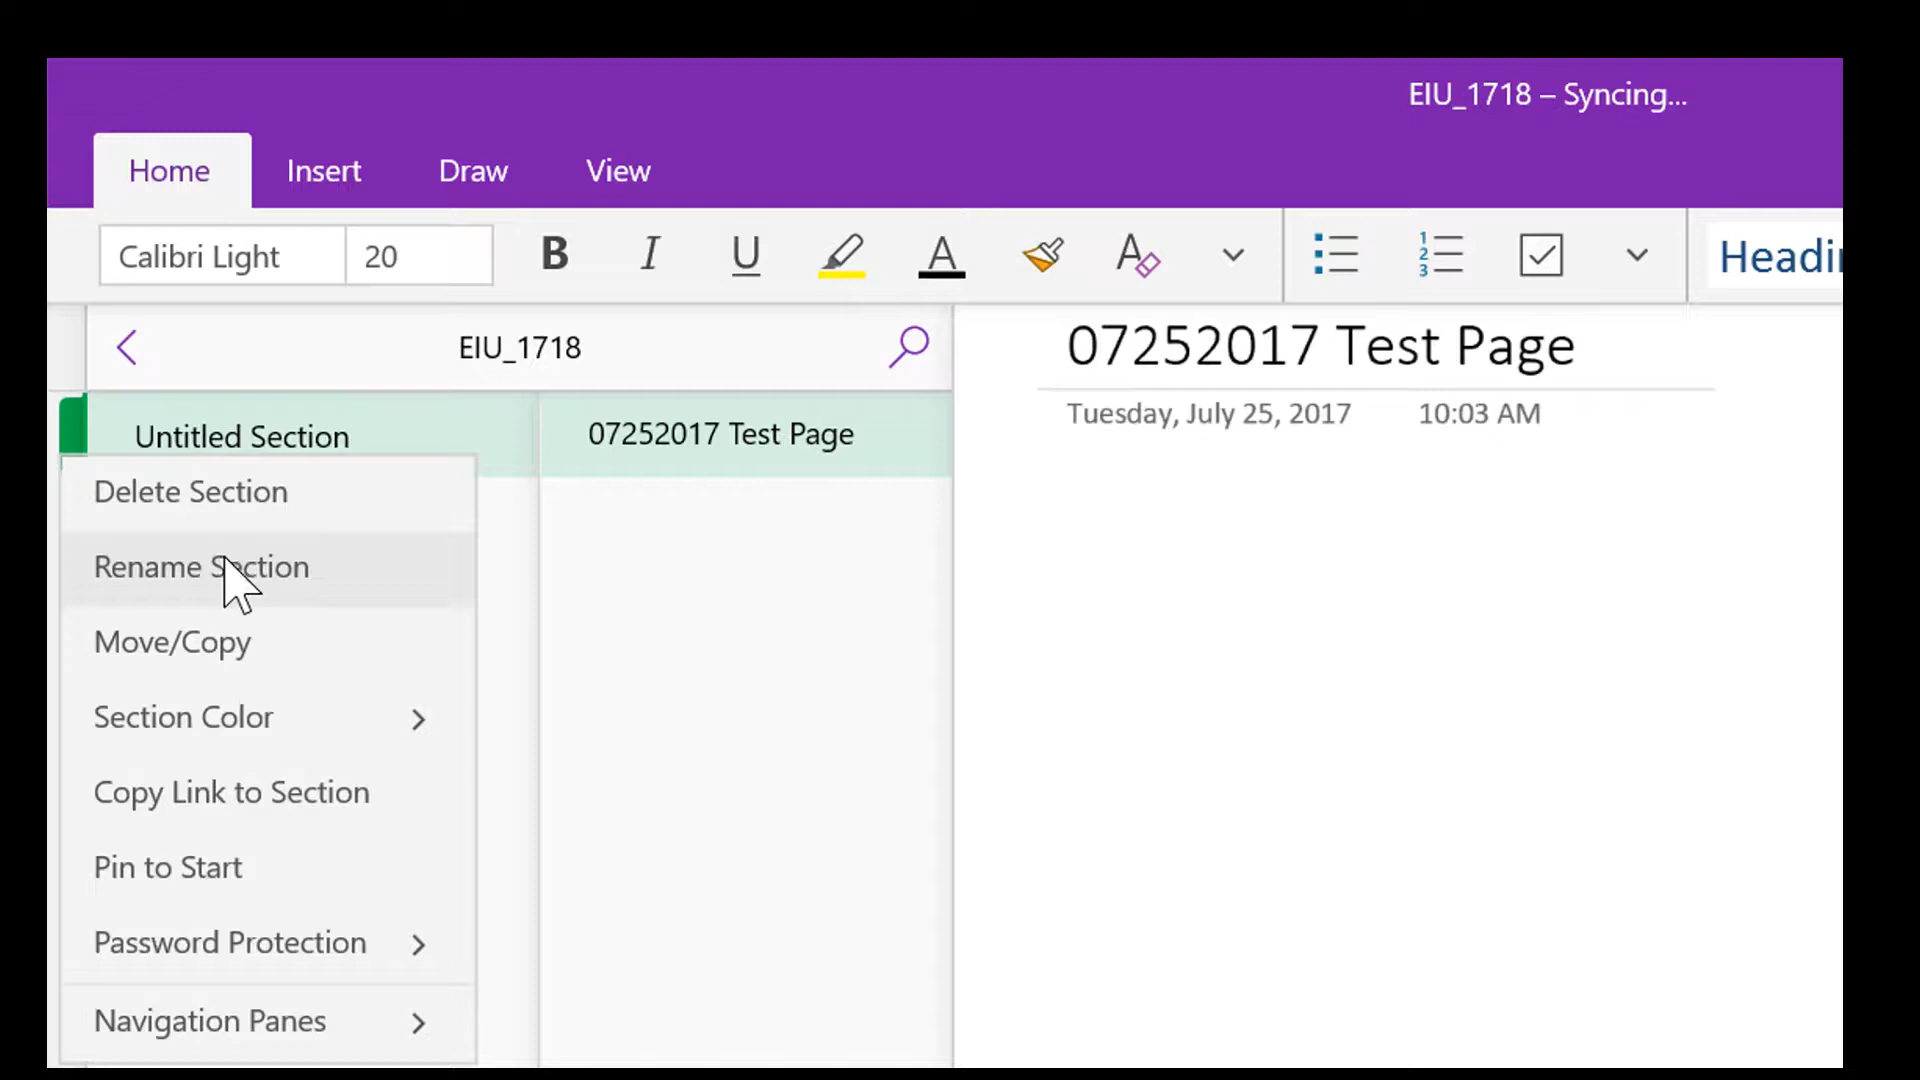 EIU_1718 – Syncing...
Home Insert Draw View
Calibri Light 20 B I U A A
EIU_1718
07252017 Test Page
Tuesday, July 25, 2017 10:03 AM
Untitled Section
07252017 Test Page
Delete Section
Rename Section
Move/Copy
Section Color
Copy Link to Section
Pin to Start
Password Protection
Navigation Panes